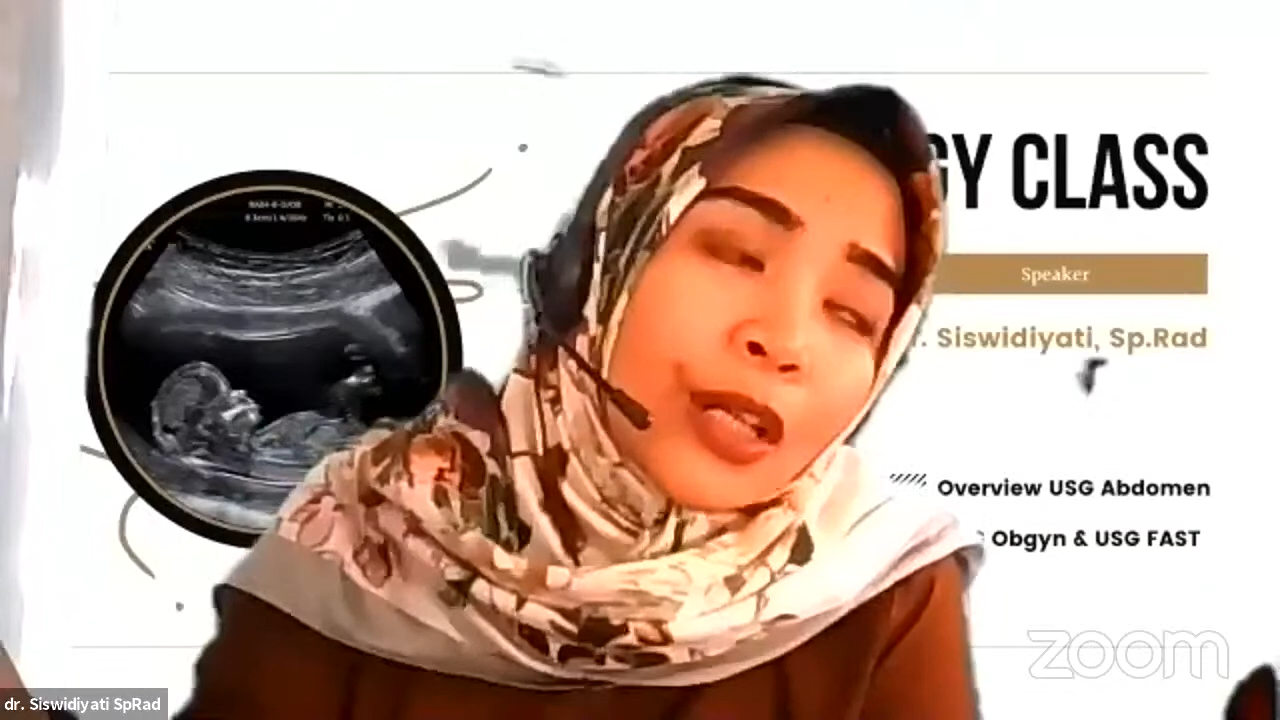 GY CLASS
Speaker
r. Siswidiyati, Sp.Rad
Overview USG Abdomen
Obgyn & USG FAST
zoom
dr. Siswidiyati SpRad